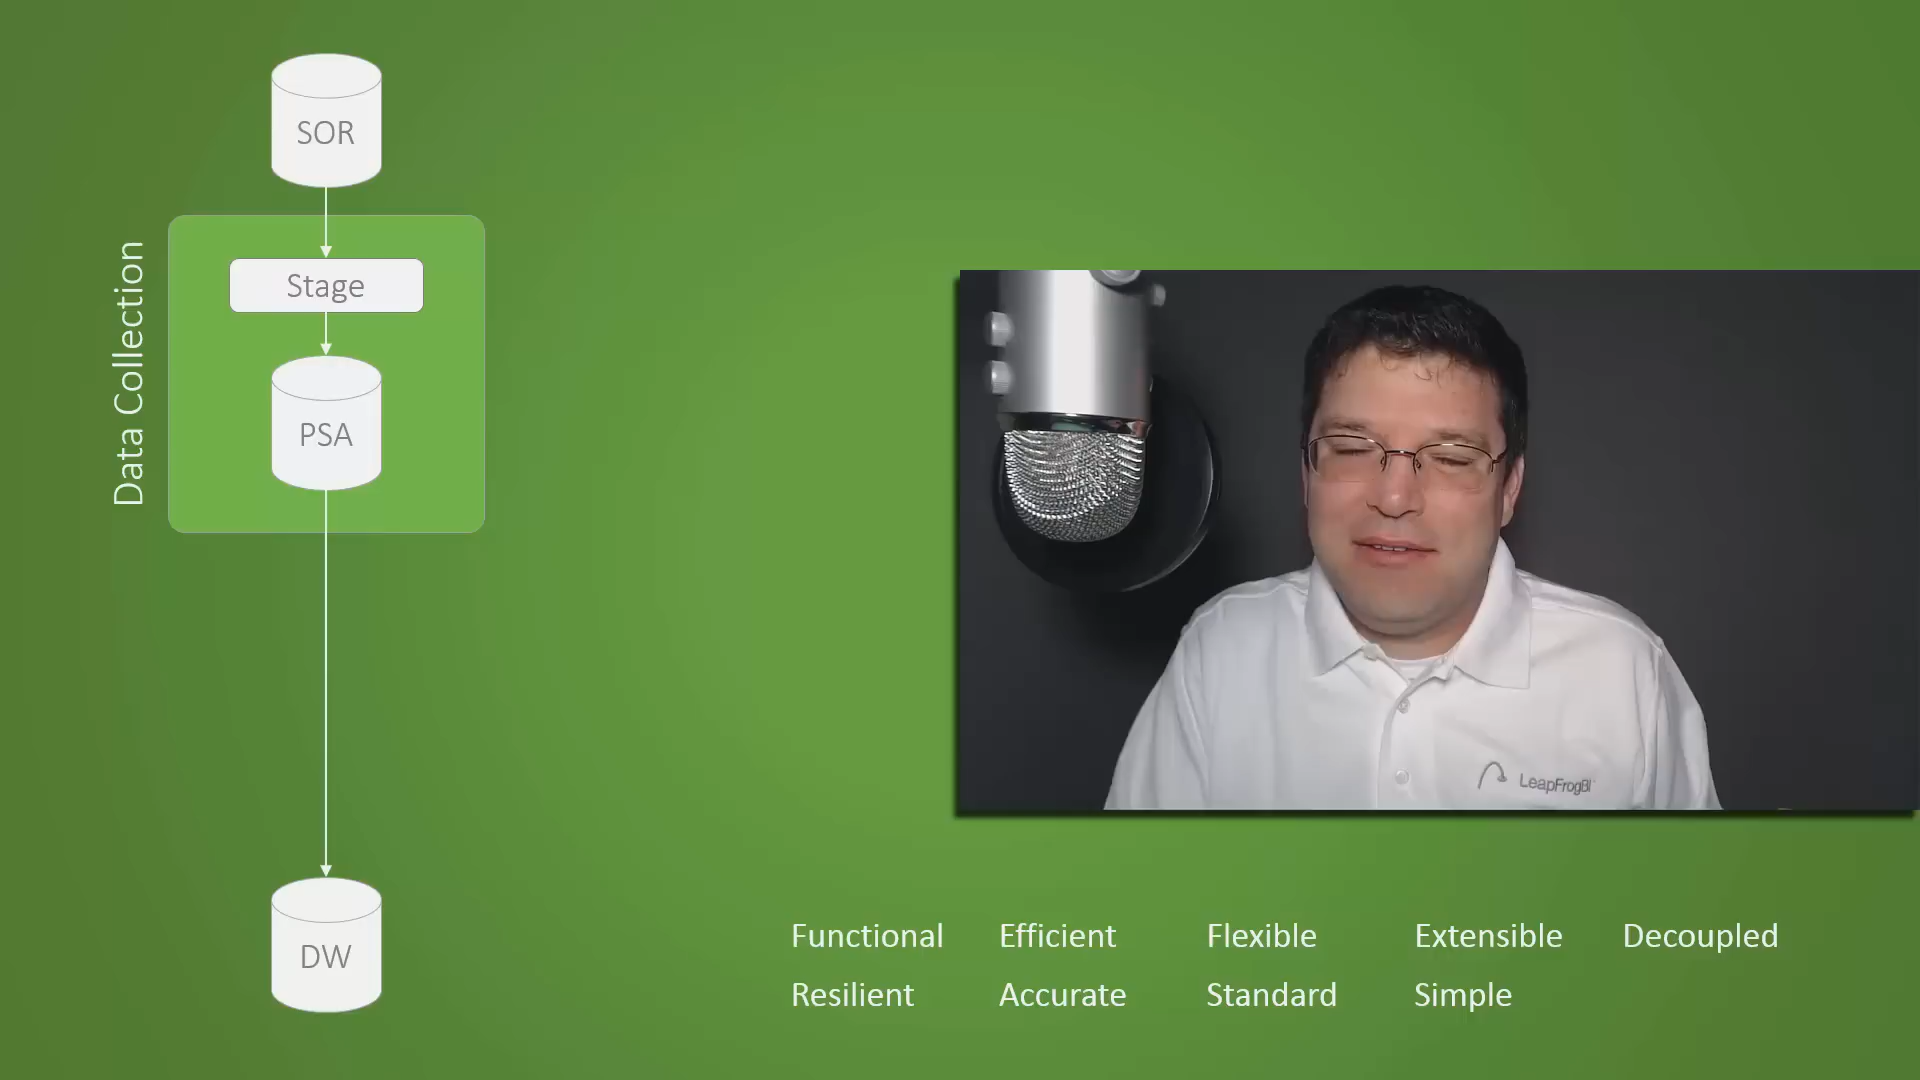 SOR
Data Collection
Stage
PSA
DW
LeapFrogBI
Functional Efficient Flexible Extensible Decoupled
Resilient Accurate Standard Simple